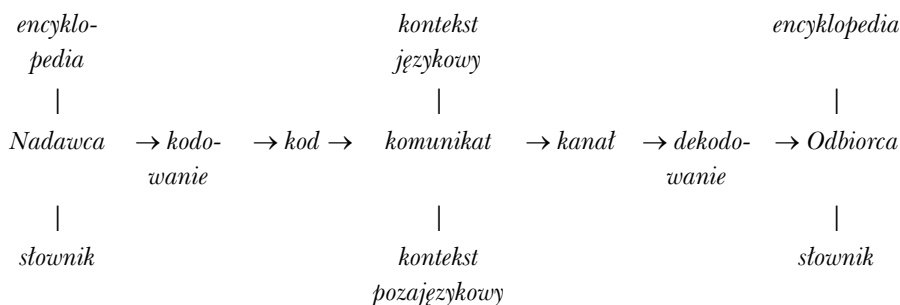 encyklo- kontekst encyklopedia
pedia językowy
| | |
Nadawca → kodo- → kod → komunikat → kanał → dekodo- → Odbiorca
wanie wanie
| | |
słownik kontekst słownik
pozajęzykowy